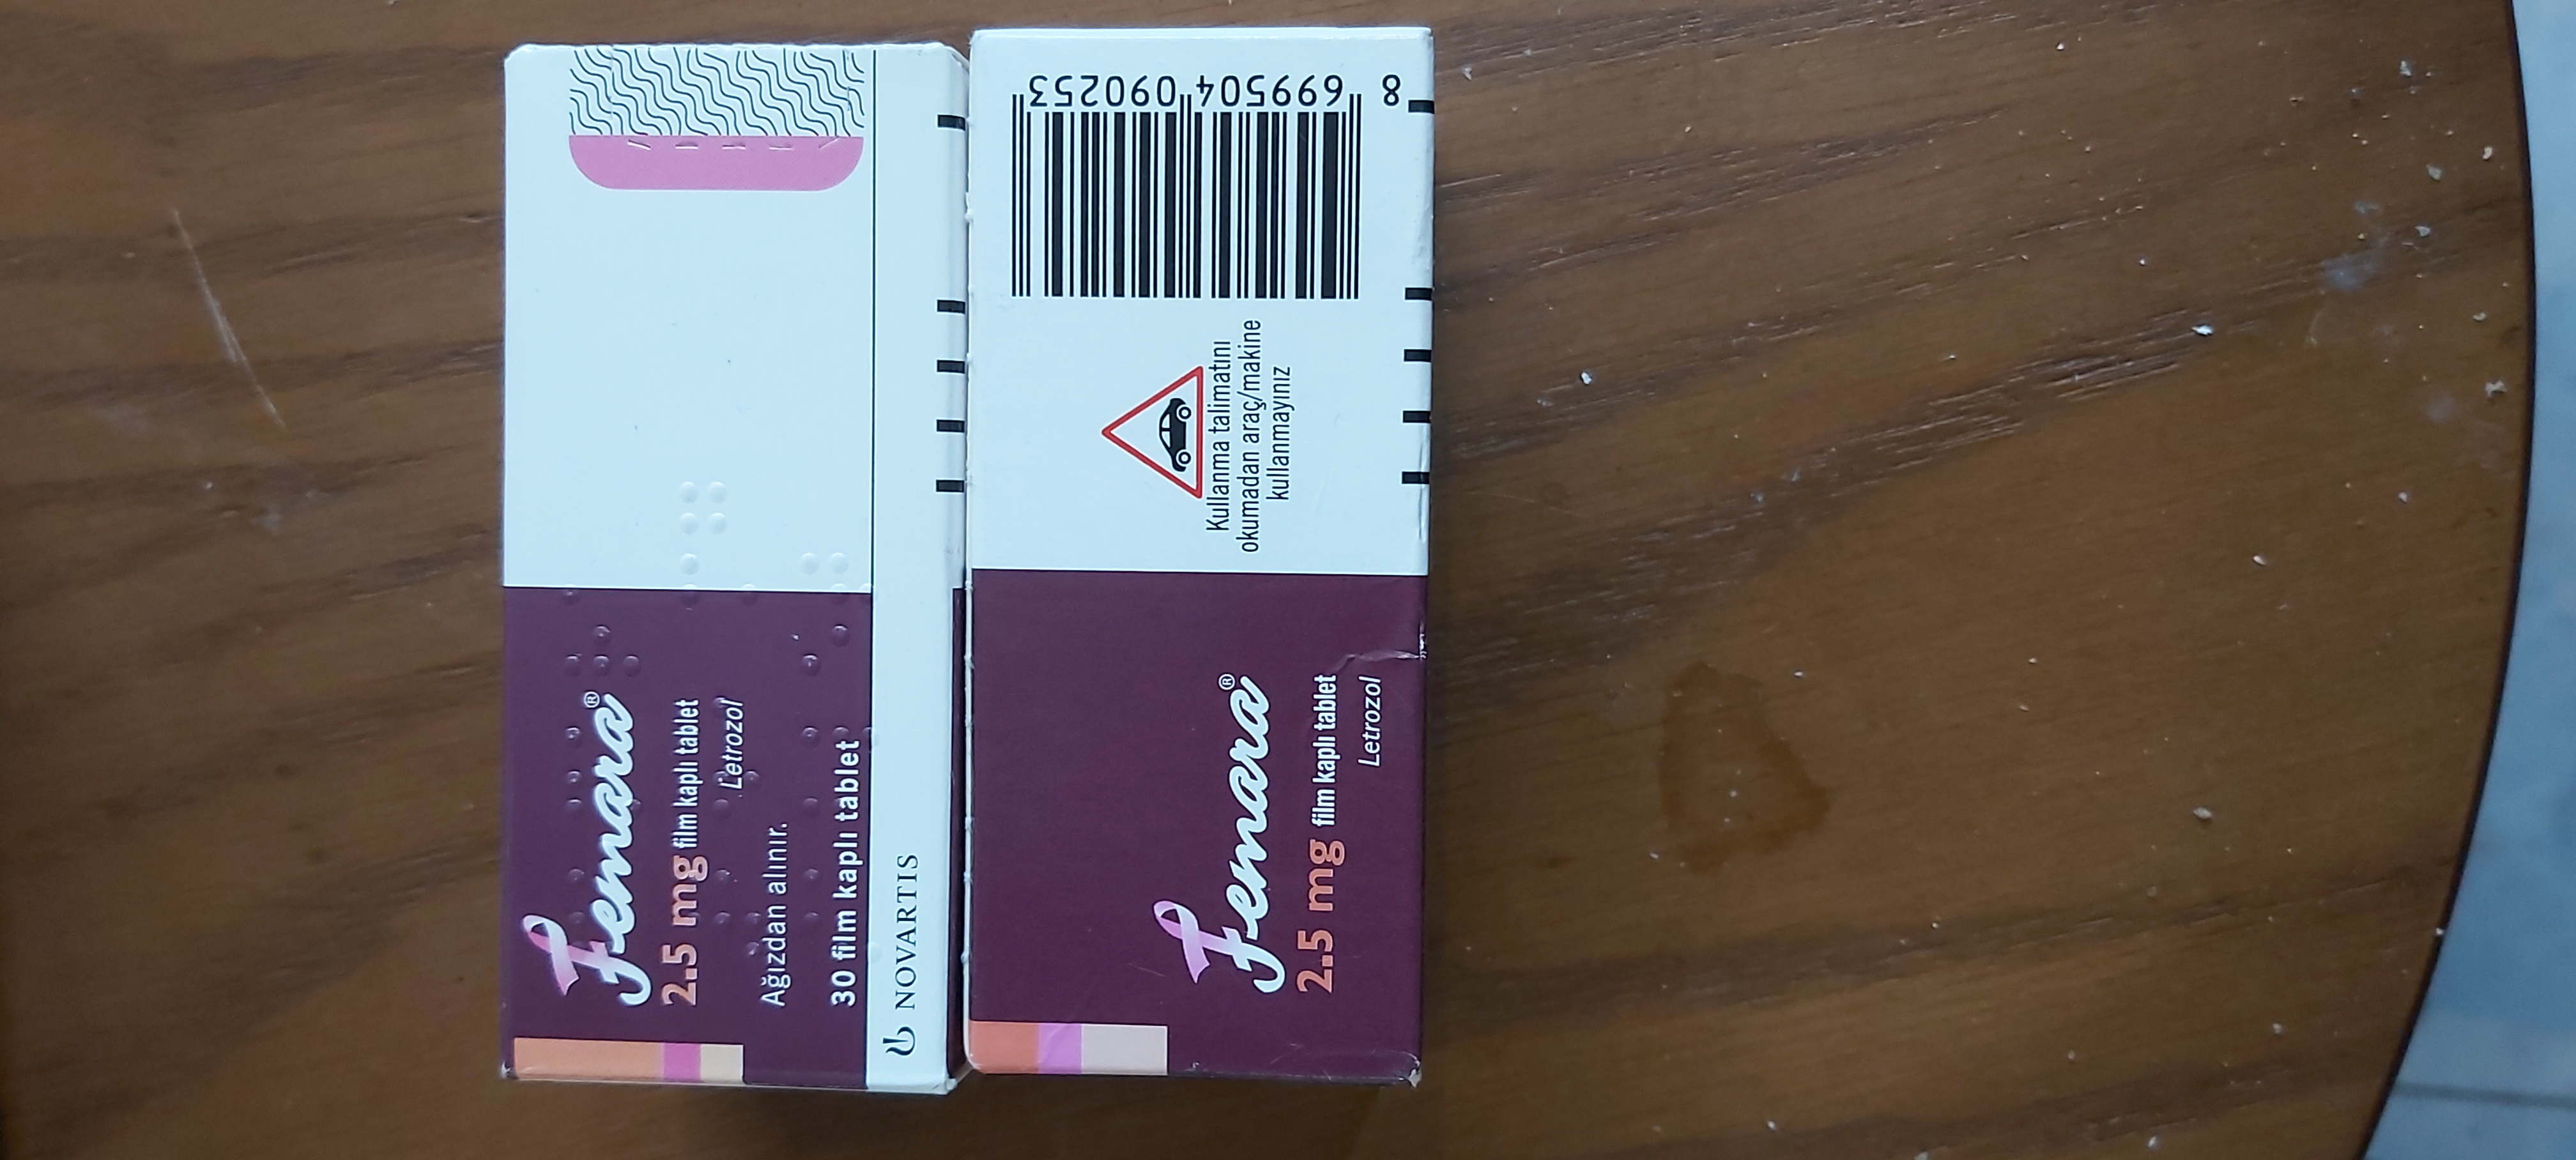 Femara®
2.5 mg film kaplı tablet
Letrozol
Ağızdan alınır.
30 film kaplı tablet
NOVARTIS
Femara®
2.5 mg film kaplı tablet
Letrozol
Kullanma talimatını
okumadan araç/makine
kullanmayınız
8 699504 090253